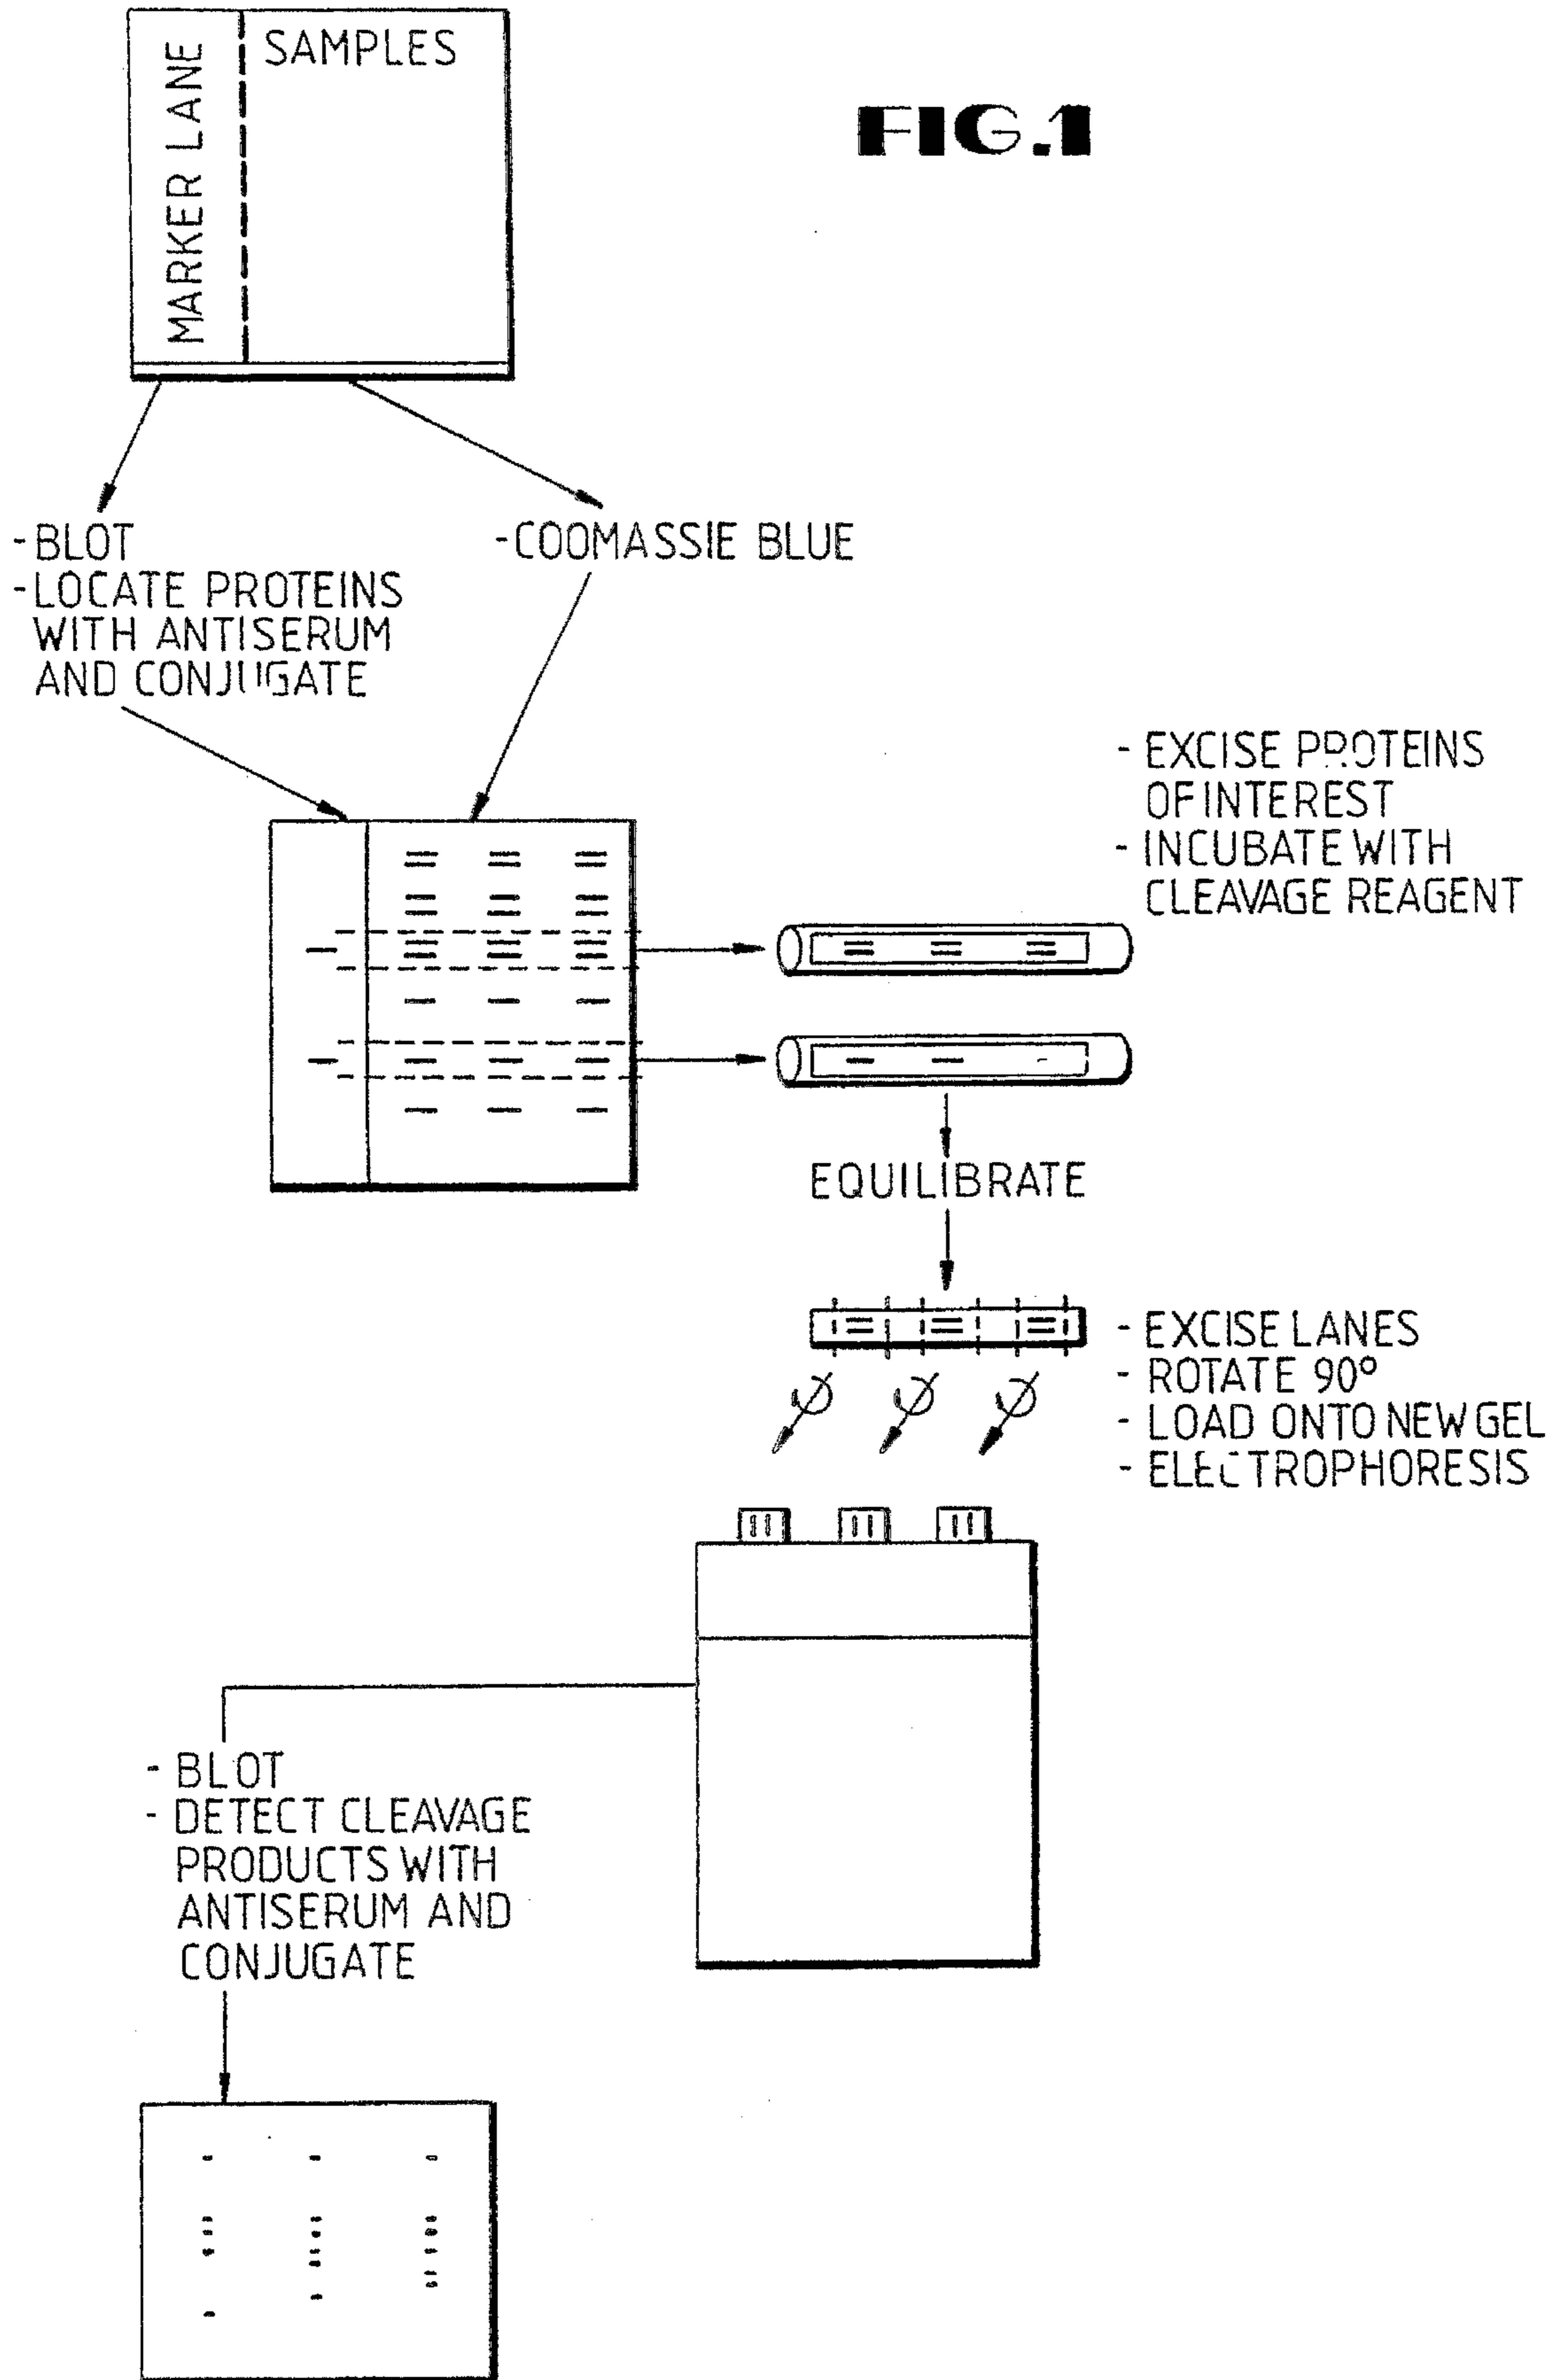 SAMPLES
MARKER LANE
FIG.1
-BLOT
-LOCATE PROTEINS
WITH ANTISERUM
AND CONJUGATE
-COOMASSIE BLUE
- EXCISE PROTEINS
OF INTEREST
- INCUBATE WITH
CLEAVAGE REAGENT
EQUILIBRATE
- EXCISE LANES
- ROTATE 90°
- LOAD ONTO NEW GEL
- ELECTROPHORESIS
- BLOT
- DETECT CLEAVAGE
PRODUCTS WITH
ANTISERUM AND
CONJUGATE